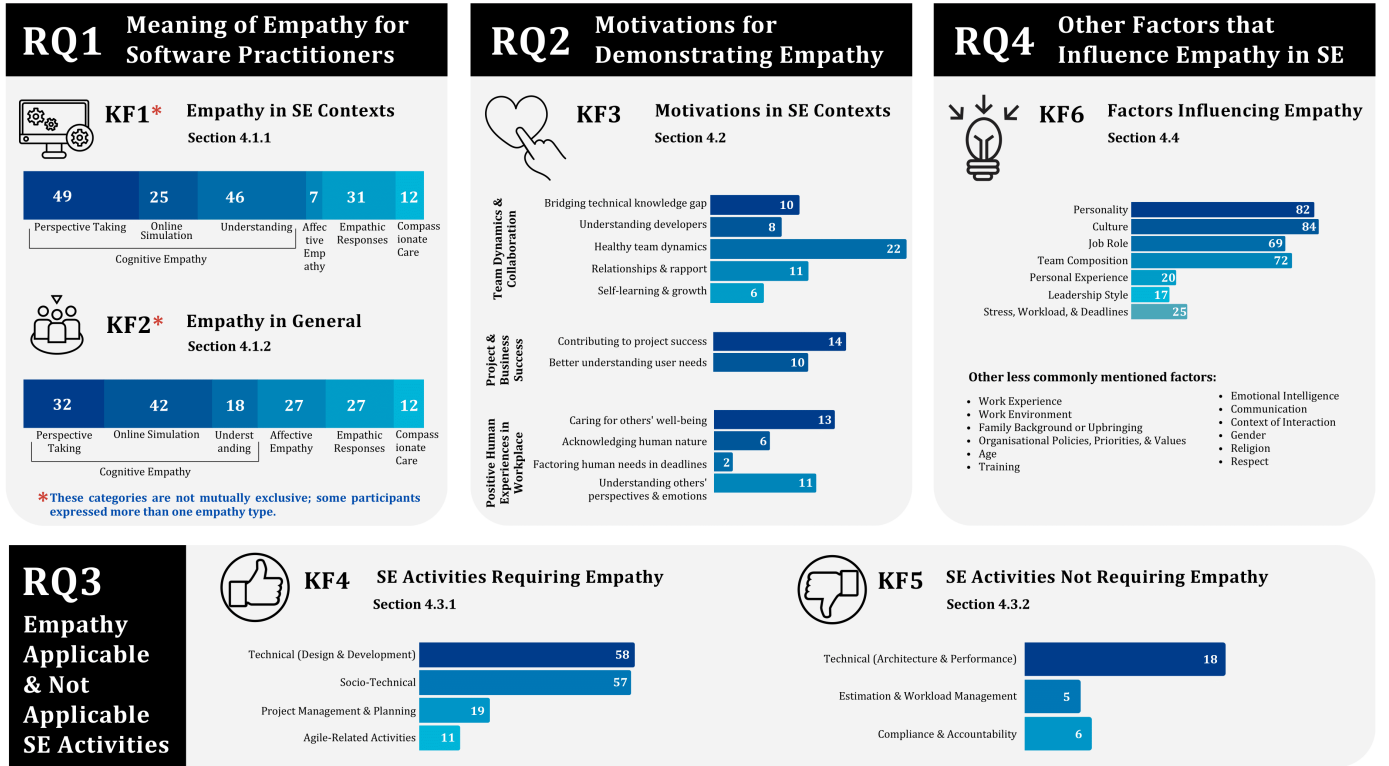 RQ1
Meaning of Empathy for
Software Practitioners
KF1*
Empathy in SE Contexts
Section 4.1.1
49
25
46
7
31
12
Perspective Taking
Online
Simulation
Understanding
Affec
tive
Emp
athy
Empathic
Responses
Compass
ionate
Care
Cognitive Empathy
KF2*
Empathy in General
Section 4.1.2
32
42
18
27
27
12
Perspective
Taking
Online Simulation
Underst
anding
Affective
Empathy
Empathic
Responses
Compass
ionate
Care
Cognitive Empathy
*These categories are not mutually exclusive; some participants
expressed more than one empathy type.
RQ2
Motivations for
Demonstrating Empathy
KF3
Motivations in SE Contexts
Section 4.2
Team Dynamics &
Collaboration
Bridging technical knowledge gap
10
Understanding developers
8
Healthy team dynamics
22
Relationships & rapport
11
Self-learning & growth
6
Project &
Business
Success
Contributing to project success
14
Better understanding user needs
10
Positive Human
Experiences in
Workplace
Caring for others' well-being
13
Acknowledging human nature
6
Factoring human needs in deadlines
2
Understanding others'
perspectives & emotions
11
RQ4
Other Factors that
Influence Empathy in SE
KF6
Factors Influencing Empathy
Section 4.4
Personality
82
Culture
84
Job Role
69
Team Composition
72
Personal Experience
20
Leadership Style
17
Stress, Workload, & Deadlines
25
Other less commonly mentioned factors:
• Work Experience
• Work Environment
• Family Background or Upbringing
• Organisational Policies, Priorities, & Values
• Age
• Training
• Emotional Intelligence
• Communication
• Context of Interaction
• Gender
• Religion
• Respect
RQ3
Empathy
Applicable
& Not
Applicable
SE Activities
KF4
SE Activities Requiring Empathy
Section 4.3.1
Technical (Design & Development)
58
Socio-Technical
57
Project Management & Planning
19
Agile-Related Activities
11
KF5
SE Activities Not Requiring Empathy
Section 4.3.2
Technical (Architecture & Performance)
18
Estimation & Workload Management
5
Compliance & Accountability
6